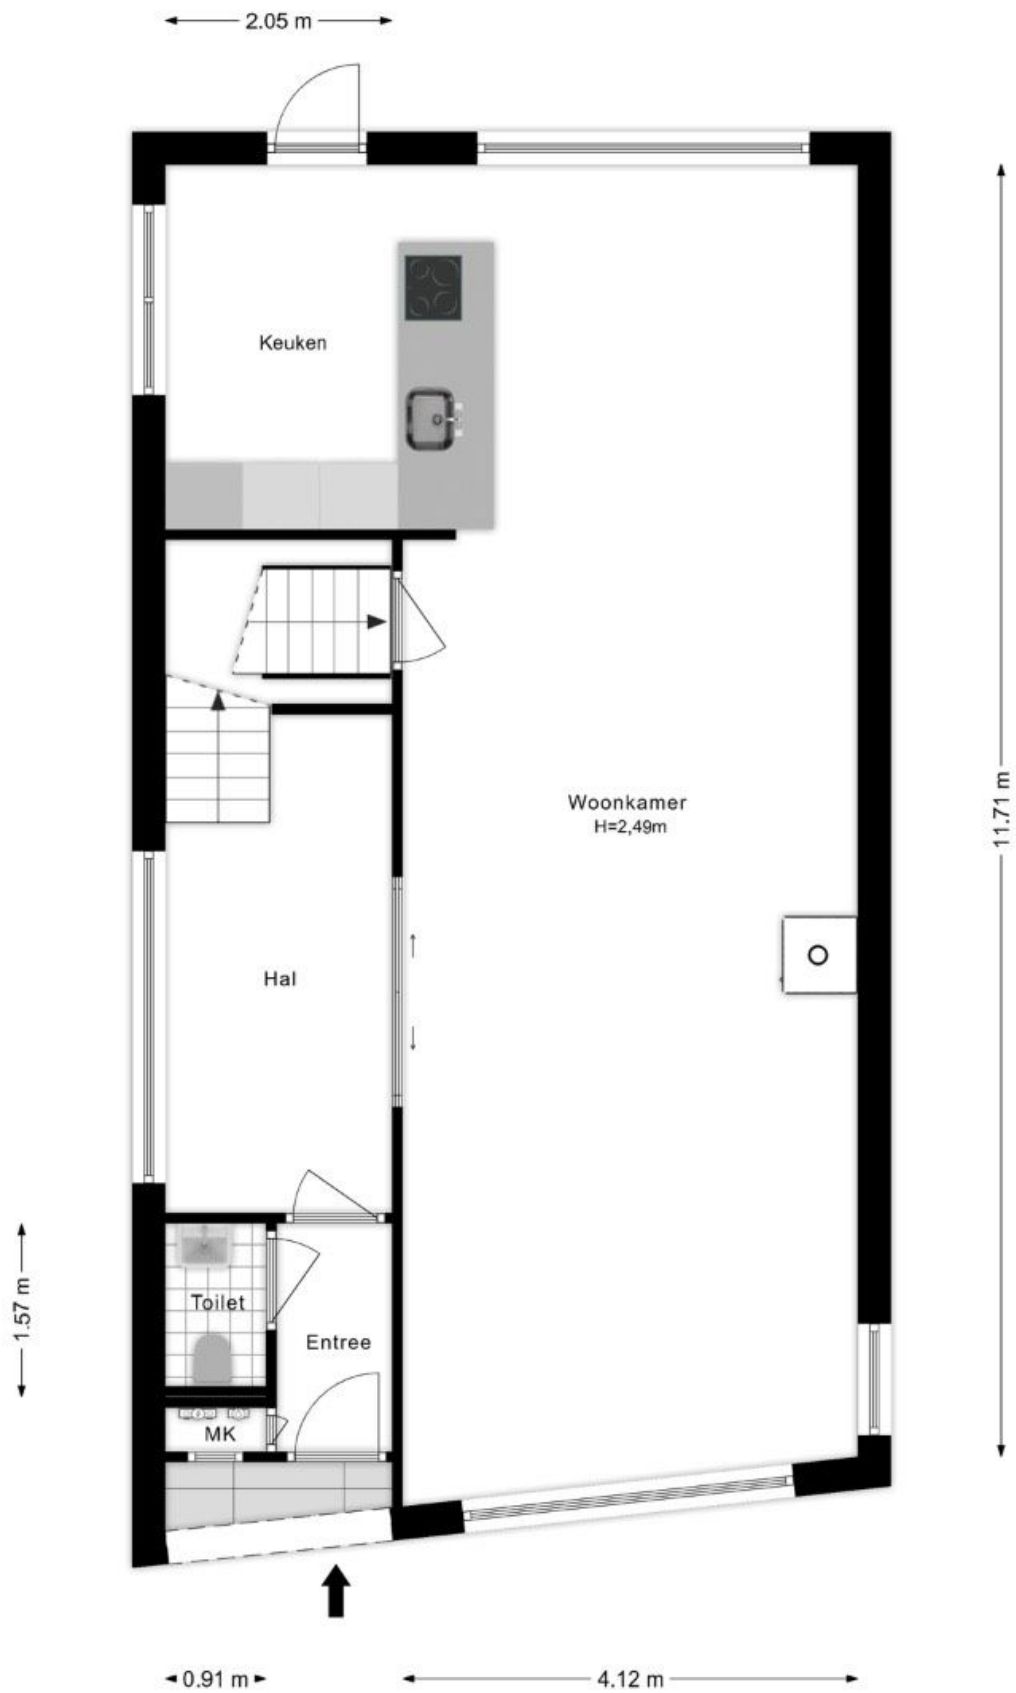 2.05 m
Keuken
Woonkamer
H=2,49m
11.71 m
Hal
1.57 m
Toilet
Entree
MK
0.91 m
4.12 m